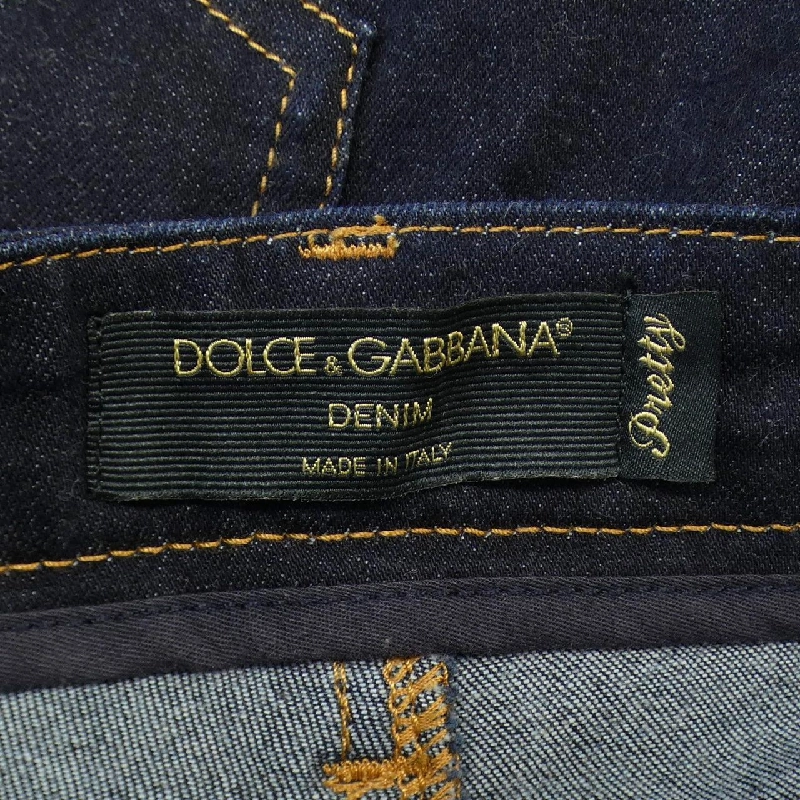 DOLCE & GABBANA®
DENIM
MADE IN ITALY
Pretty